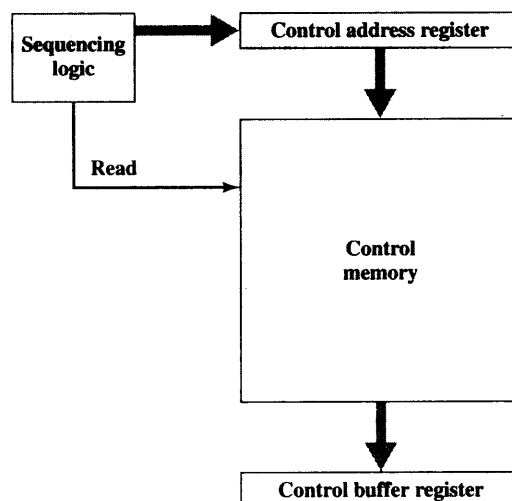 Sequencing
logic
Control address register
Read
Control
memory
Control buffer register